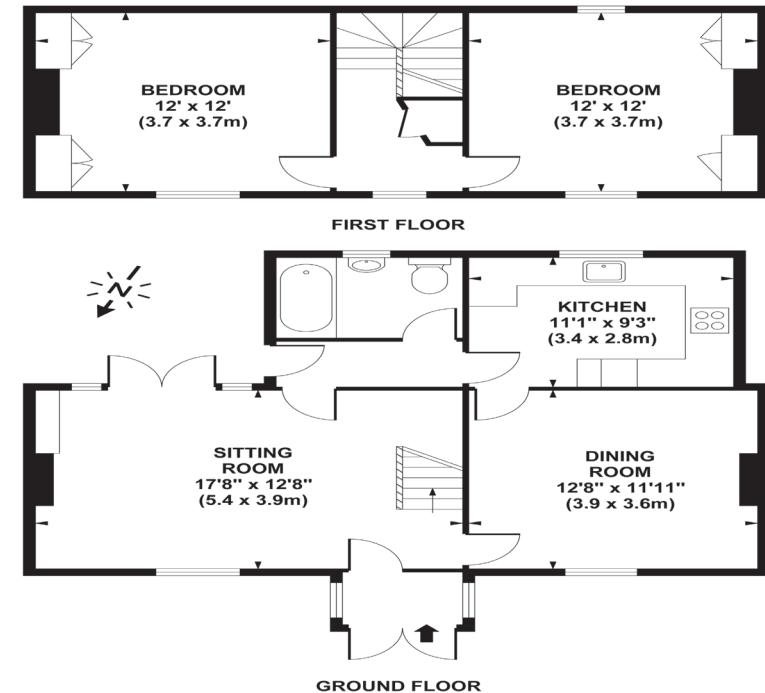 BEDROOM
12' x 12'
(3.7 x 3.7m)
BEDROOM
12' x 12'
(3.7 x 3.7m)
FIRST FLOOR
N
KITCHEN
11'1" x 9'3"
(3.4 x 2.8m)
SITTING
ROOM
17'8" x 12'8"
(5.4 x 3.9m)
DINING
ROOM
12'8" x 11'11"
(3.9 x 3.6m)
GROUND FLOOR